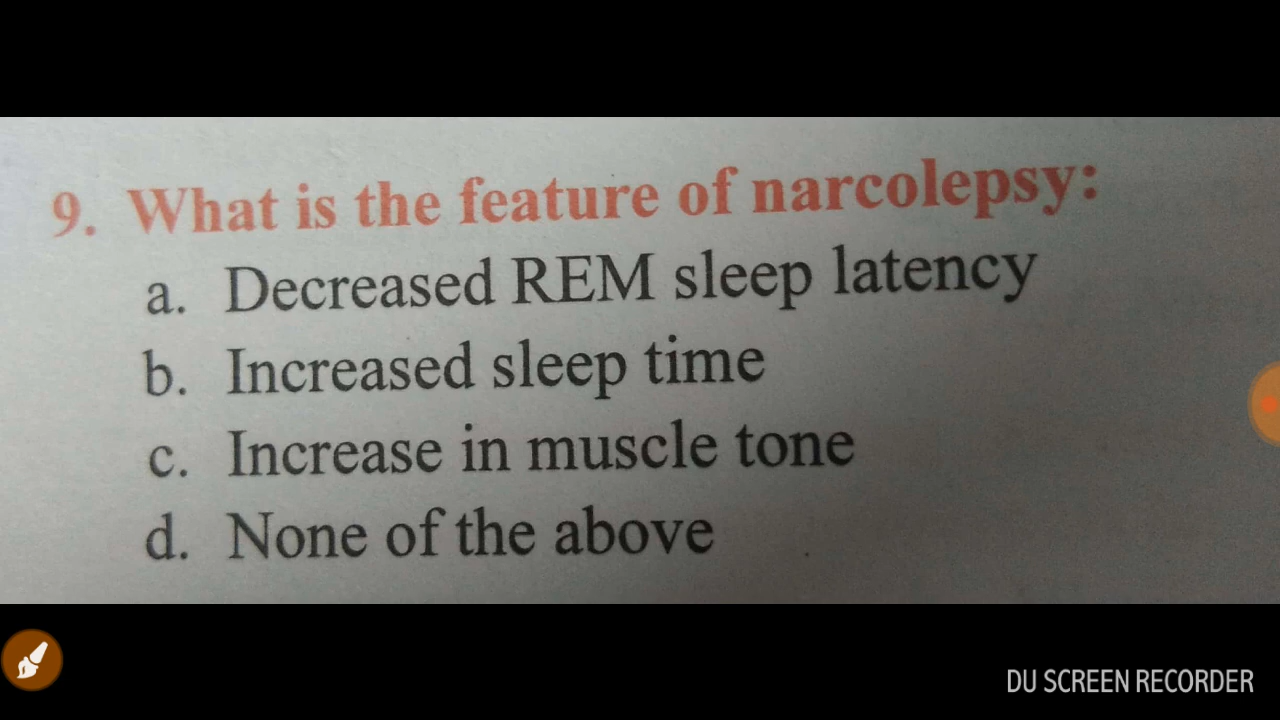 9. What is the feature of narcolepsy:
a. Decreased REM sleep latency
b. Increased sleep time
c. Increase in muscle tone
d. None of the above
DU SCREEN RECORDER